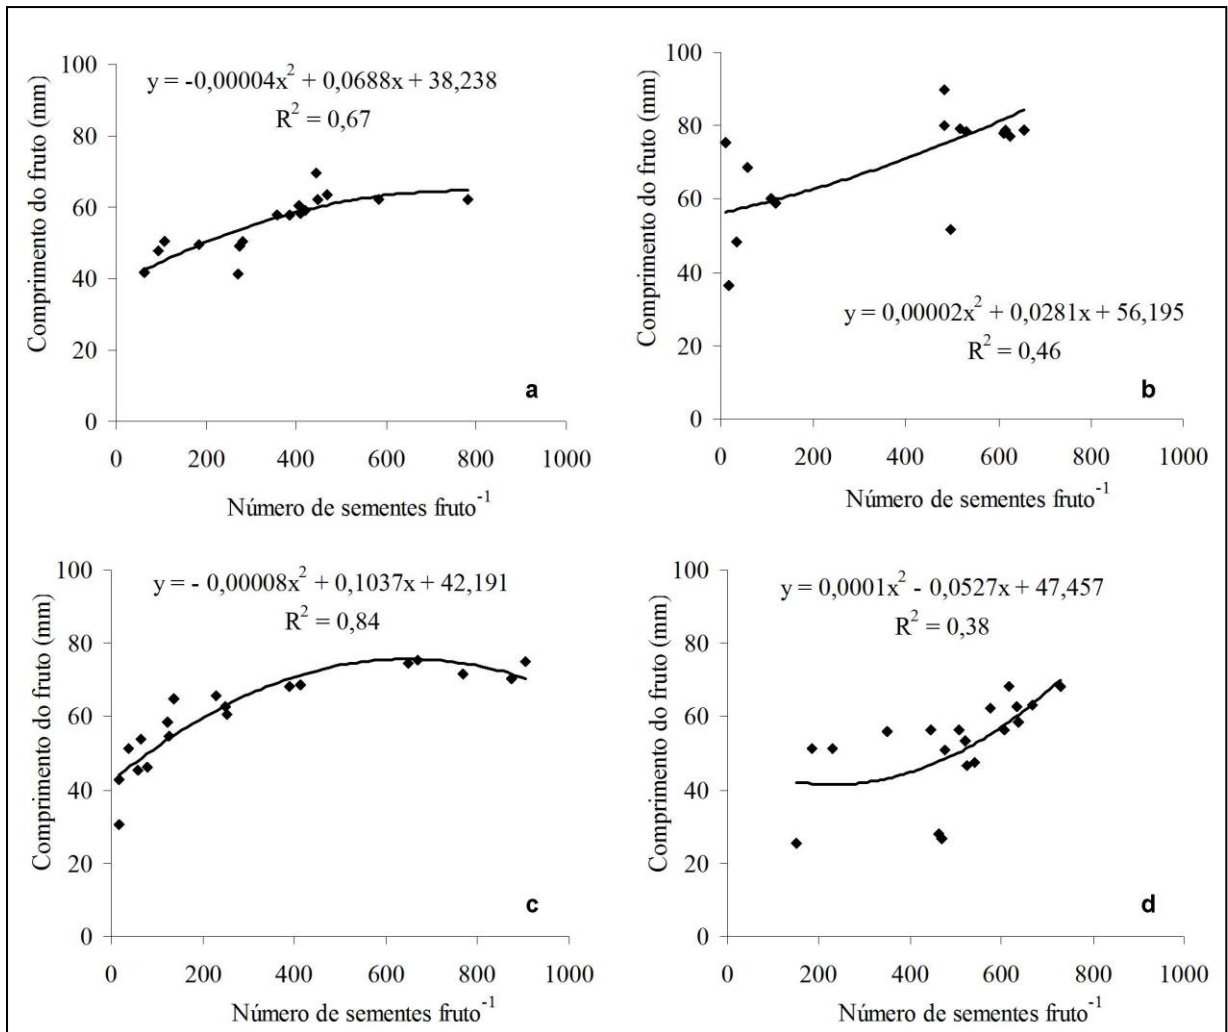 y = -0,00004x² + 0,0688x + 38,238
R² = 0,67
Comprimento do fruto (mm)
100
80
60
40
20
0
a
0 200 400 600 800 1000
Número de sementes fruto⁻¹
Comprimento do fruto (mm)
100
80
60
40
20
0
y = 0,00002x² + 0,0281x + 56,195
R² = 0,46
b
0 200 400 600 800 1000
Número de sementes fruto⁻¹
y = - 0,00008x² + 0,1037x + 42,191
R² = 0,84
Comprimento do fruto (mm)
100
80
60
40
20
0
c
0 200 400 600 800 1000
Número de sementes fruto⁻¹
y = 0,0001x² - 0,0527x + 47,457
R² = 0,38
Comprimento do fruto (mm)
100
80
60
40
20
0
d
0 200 400 600 800 1000
Número de sementes fruto⁻¹